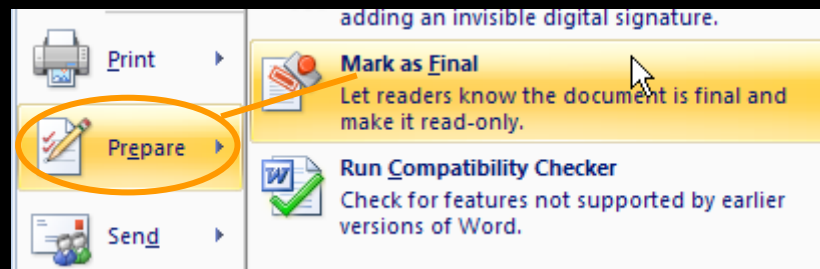 adding an invisible digital signature.
Print
Mark as Final
Let readers know the document is final and
make it read-only.
Prepare
Run Compatibility Checker
Check for features not supported by earlier
versions of Word.
Send